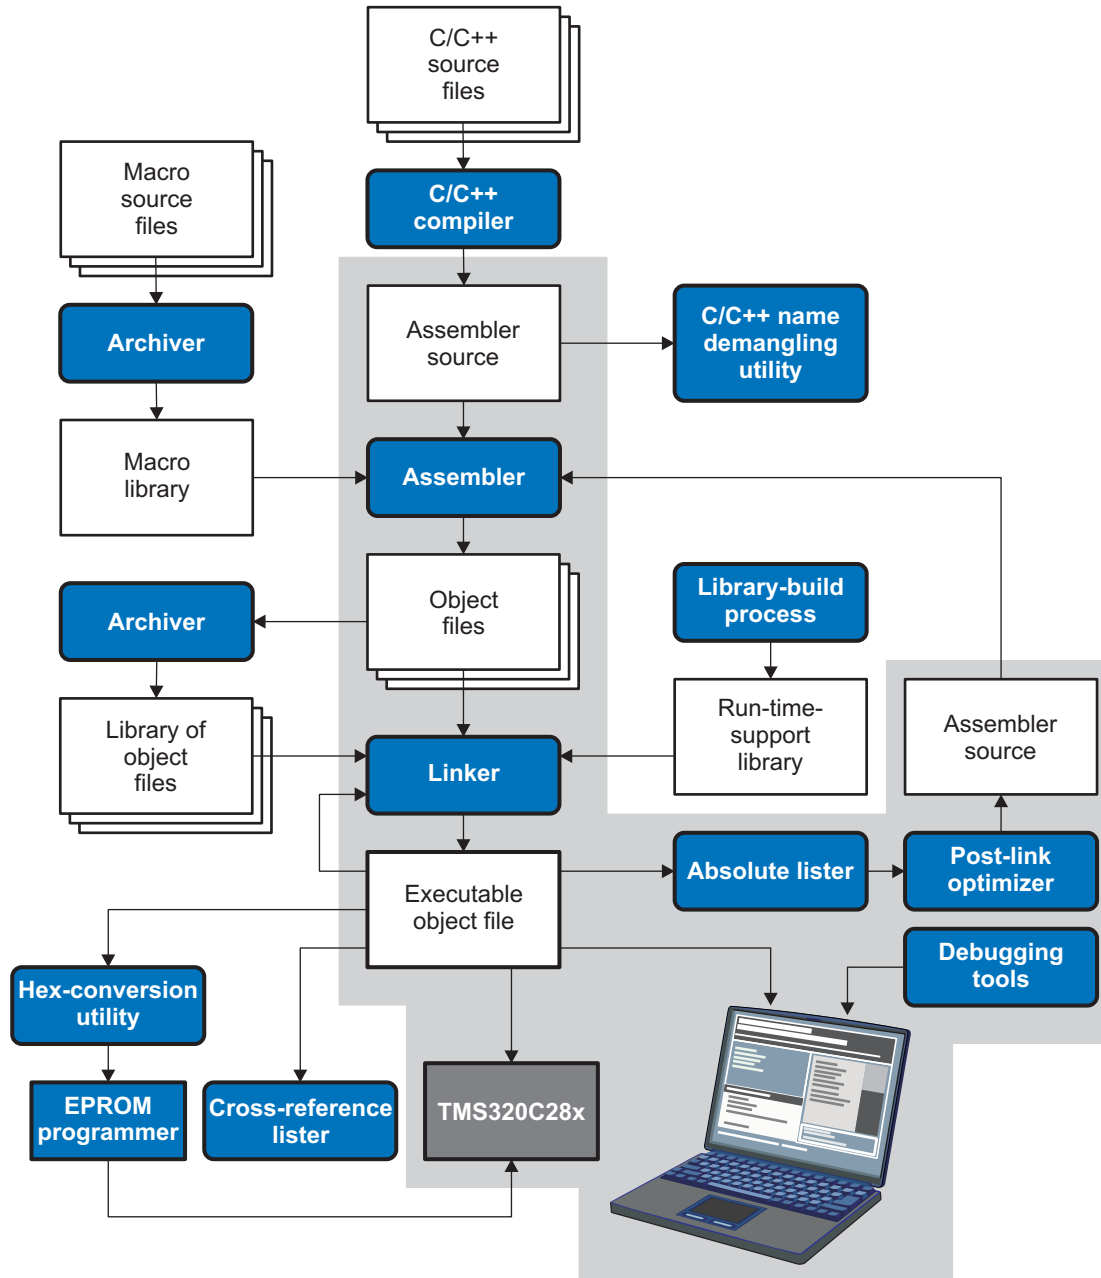 C/C++
source
files
Macro
source
files
C/C++
compiler
Archiver
Assembler
source
C/C++ name
demangling
utility
Macro
library
Assembler
Archiver
Object
files
Library-build
process
Library of
object
files
Linker
Run-time-
support
library
Assembler
source
Executable
object file
Absolute lister
Post-link
optimizer
Debugging
tools
Hex-conversion
utility
EPROM
programmer
Cross-reference
lister
TMS320C28x